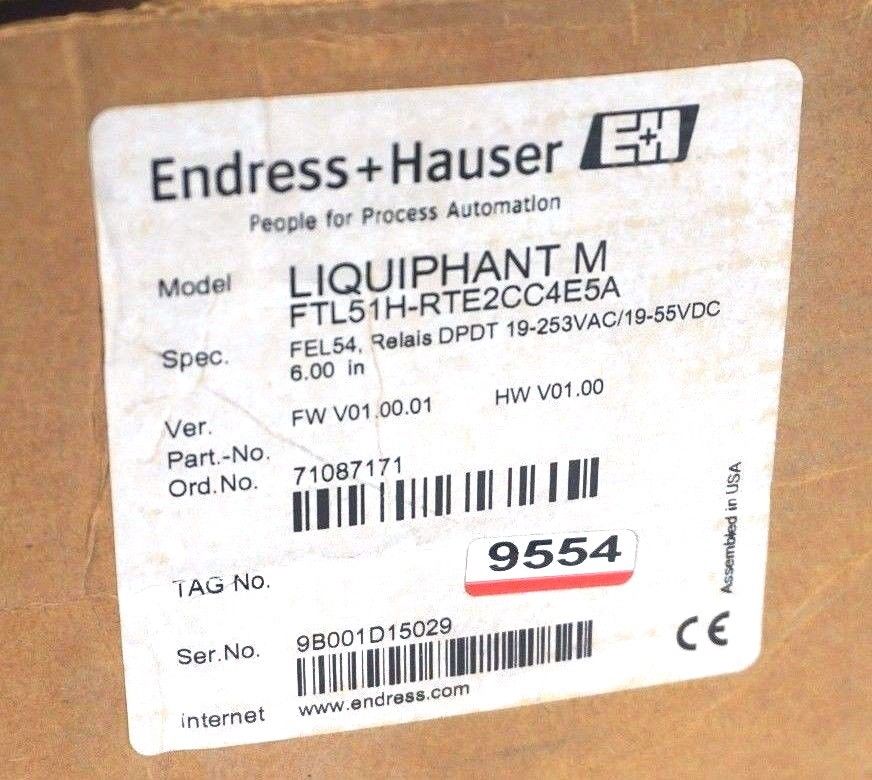 Endress+Hauser E+H
People for Process Automation
Model LIQUIPHANT M
FTL51H-RTE2CC4E5A
Spec. FEL54, Relais DPDT 19-253VAC/19-55VDC
6.00 in
Ver. FW V01.00.01 HW V01.00
Part.-No.
Ord.No. 71087171
TAG No. 9554
Ser.No. 9B001D15029
internet www.endress.com
CE
Assembled in USA